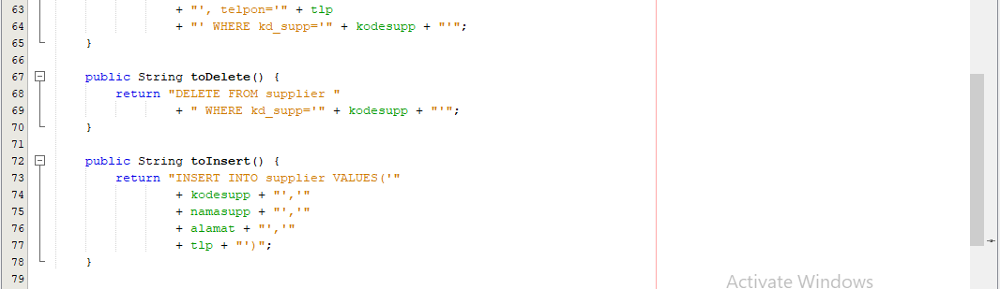 63 + "', telpon='" + tlp
64 + "' WHERE kd_supp='" + kodesupp + "'";
65 }
66
67 public String toDelete() {
68 return "DELETE FROM supplier "
69 + " WHERE kd_supp='" + kodesupp + "'";
70 }
71
72 public String toInsert() {
73 return "INSERT INTO supplier VALUES('"
74 + kodesupp + "','"
75 + namasupp + "','"
76 + alamat + "','"
77 + tlp + "')";
78 }
79
Activate Windows